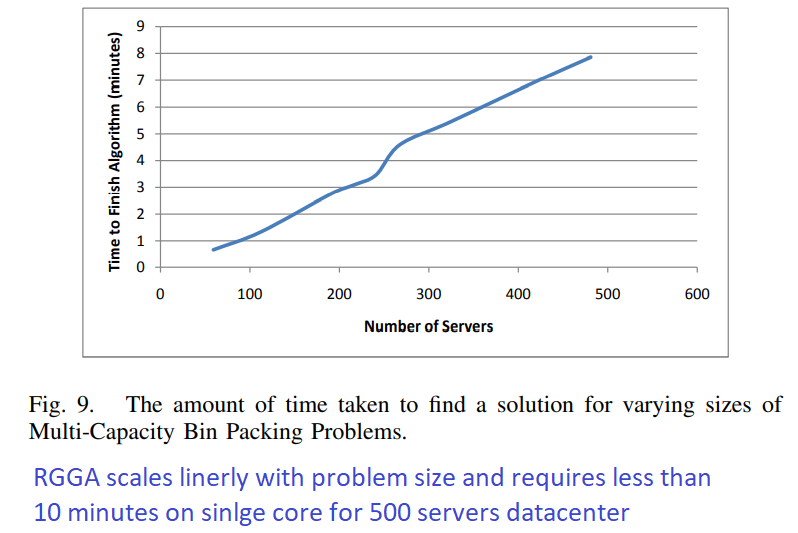 9
8
7
6
5
4
3
2
1
0
Time to Finish Algorithm (minutes)
0 100 200 300 400 500 600
Number of Servers
Fig. 9. The amount of time taken to find a solution for varying sizes of
Multi-Capacity Bin Packing Problems.
RGGA scales linerly with problem size and requires less than
10 minutes on sinlge core for 500 servers datacenter